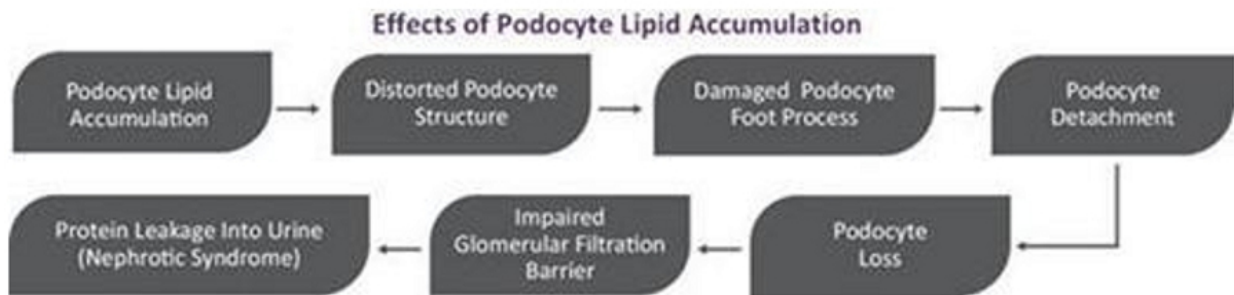 Effects of Podocyte Lipid Accumulation
Podocyte Lipid
Accumulation
Distorted Podocyte
Structure
Damaged Podocyte
Foot Process
Podocyte
Detachment
Podocyte
Loss
Impaired
Glomerular Filtration
Barrier
Protein Leakage Into Urine
(Nephrotic Syndrome)